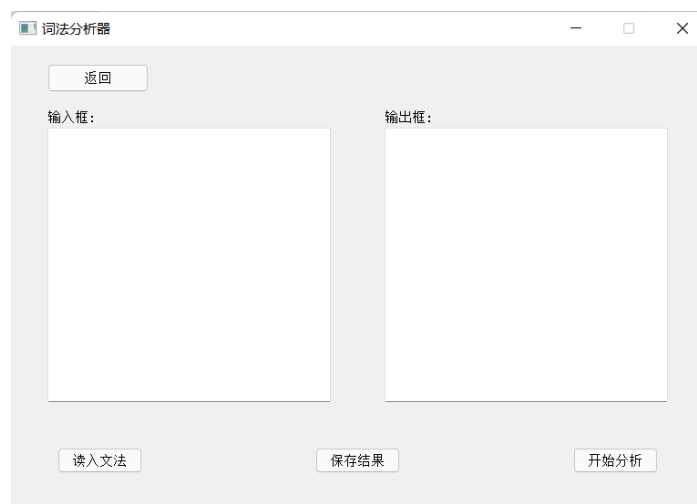 词法分析器
返回
输入框:
输出框:
读入文法
保存结果
开始分析